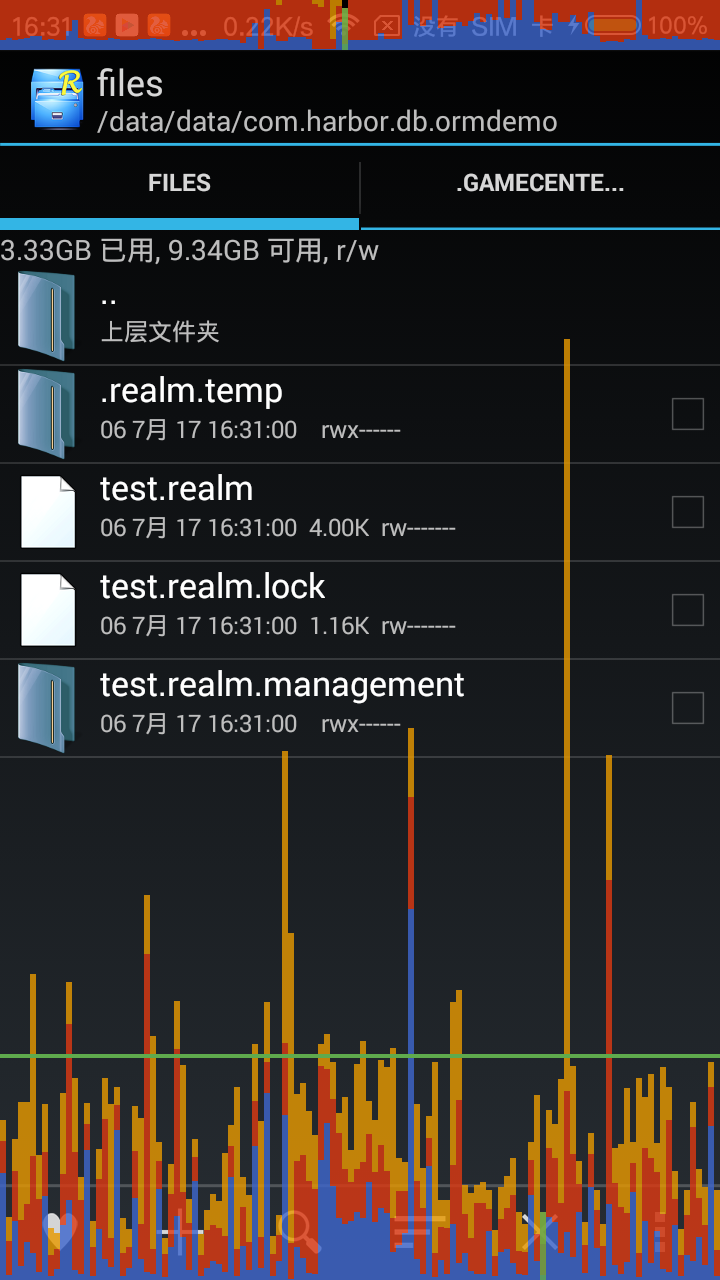 16:31 ... 0.22K/s 没有 SIM 卡 100%
files
/data/data/com.harbor.db.ormdemo
FILES .GAMECENTE...
3.33GB 已用, 9.34GB 可用, r/w
..
上层文件夹
.realm.temp
06 7月 17 16:31:00 rwx------
test.realm
06 7月 17 16:31:00 4.00K rw-------
test.realm.lock
06 7月 17 16:31:00 1.16K rw-------
test.realm.management
06 7月 17 16:31:00 rwx------